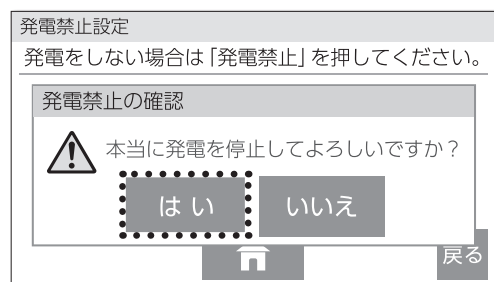 発電禁止設定
発電をしない場合は「発電禁止」を押してください。
発電禁止の確認
本当に発電を停止してよろしいですか？
はい
いいえ
戻る